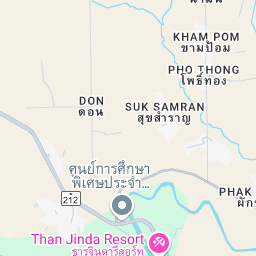 KHAM POM
ขามป้อม
PHO THONG
โพธิ์ทอง
DON
ดอน
SUK SAMRAN
สุขสำราญ
ศูนย์การศึกษา
พิเศษประจำ...
212
PHAK
Than Jinda Resort
ธารจินดารีสอร์ท